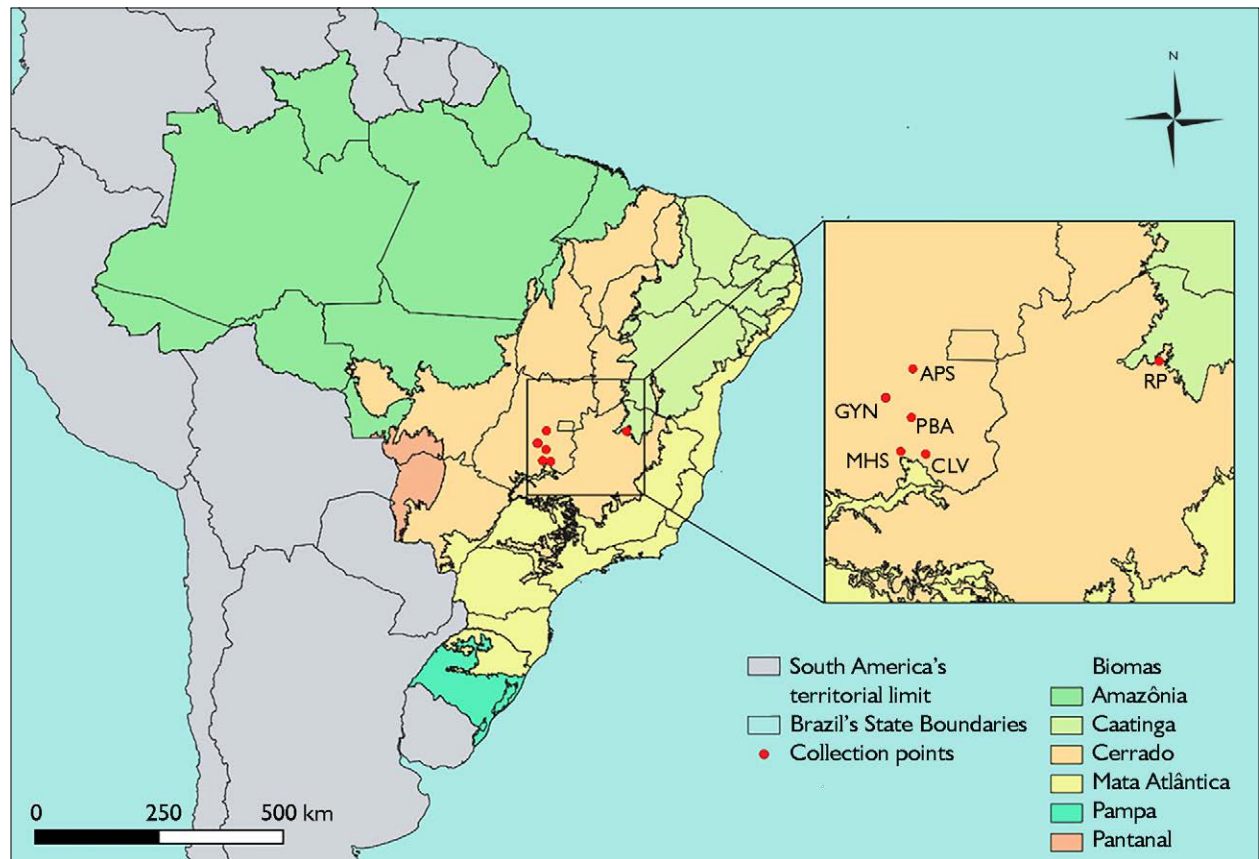 N
APS
RP
GYN
PBA
MHS
CLV
South America's
territorial limit
Brazil's State Boundaries
Collection points
Biomas
Amazônia
Caatinga
Cerrado
Mata Atlântica
Pampa
Pantanal
0 250 500 km